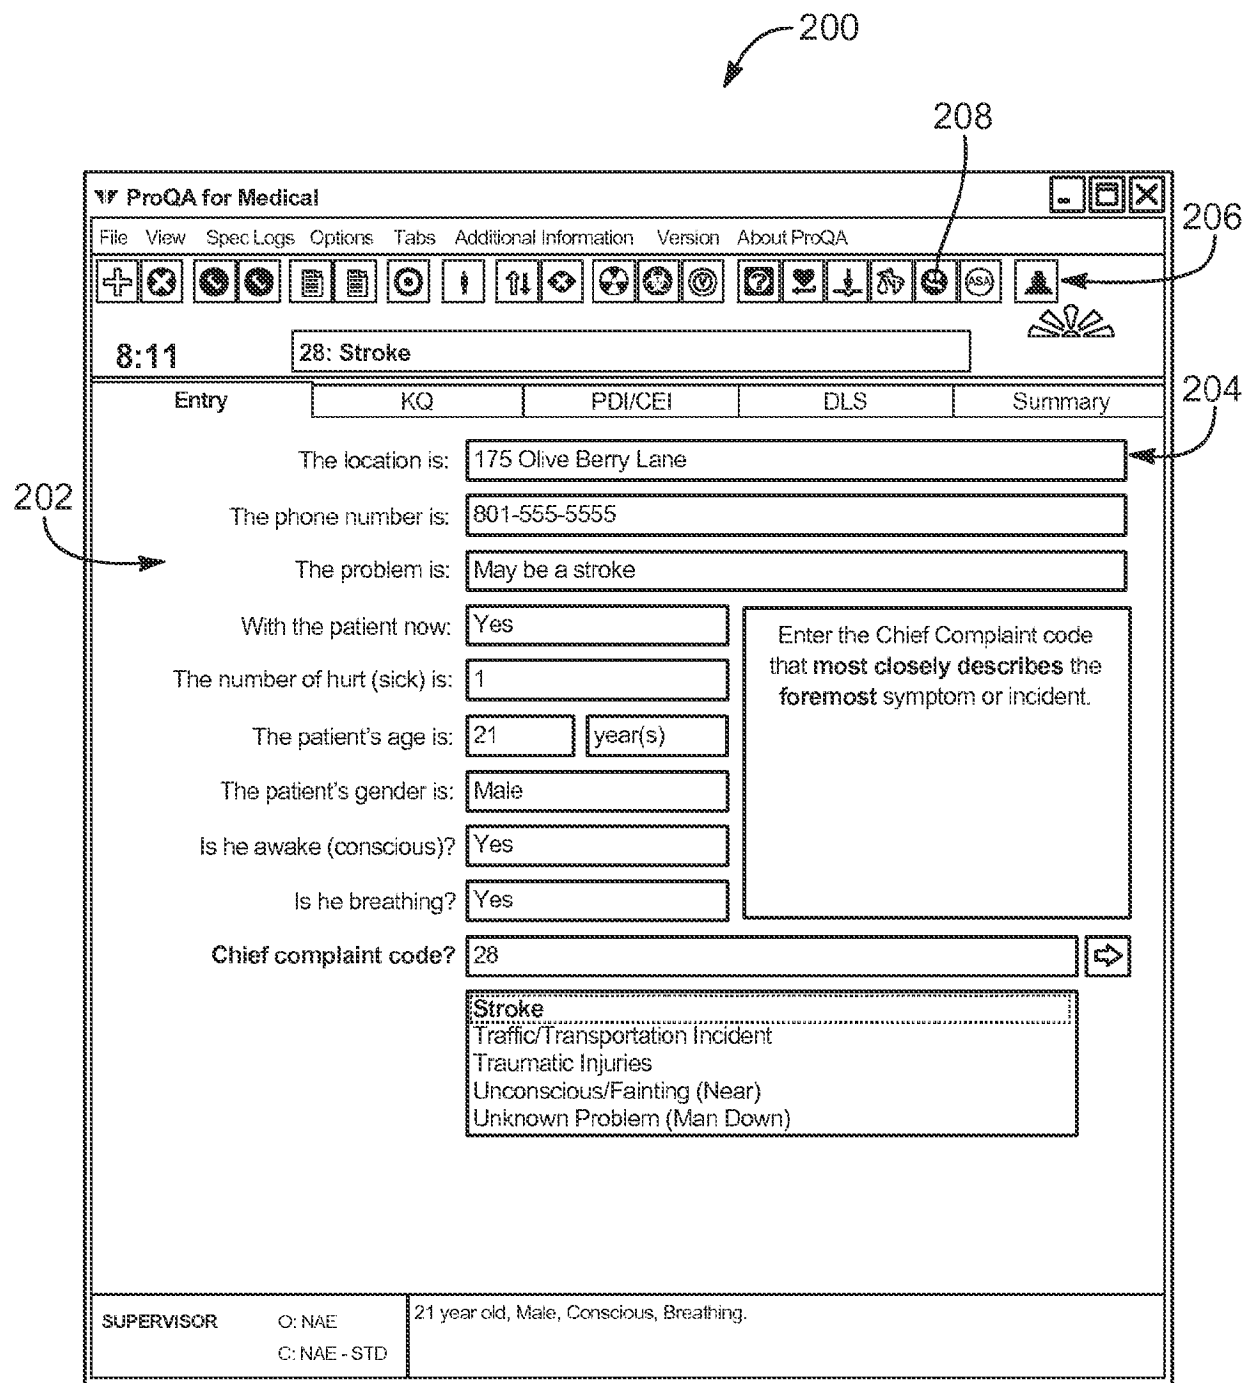 200
208
ProQA for Medical
206
File View Spec Logs Options Tabs Additional Information Version About ProQA
? V ASA
8:11 28: Stroke
204
Entry KQ PDI/CEI DLS Summary
The location is: 175 Olive Berry Lane
202
The phone number is: 801-555-5555
The problem is: May be a stroke
With the patient now: Yes
The number of hurt (sick) is: 1
The patient's age is: 21 year(s)
The patient's gender is: Male
Is he awake (conscious)? Yes
Is he breathing? Yes
Enter the Chief Complaint code
that most closely describes the
foremost symptom or incident.
Chief complaint code? 28
Stroke
Traffic/Transportation Incident
Traumatic Injuries
Unconscious/Fainting (Near)
Unknown Problem (Man Down)
SUPERVISOR O: NAE
C: NAE - STD
21 year old, Male, Conscious, Breathing.